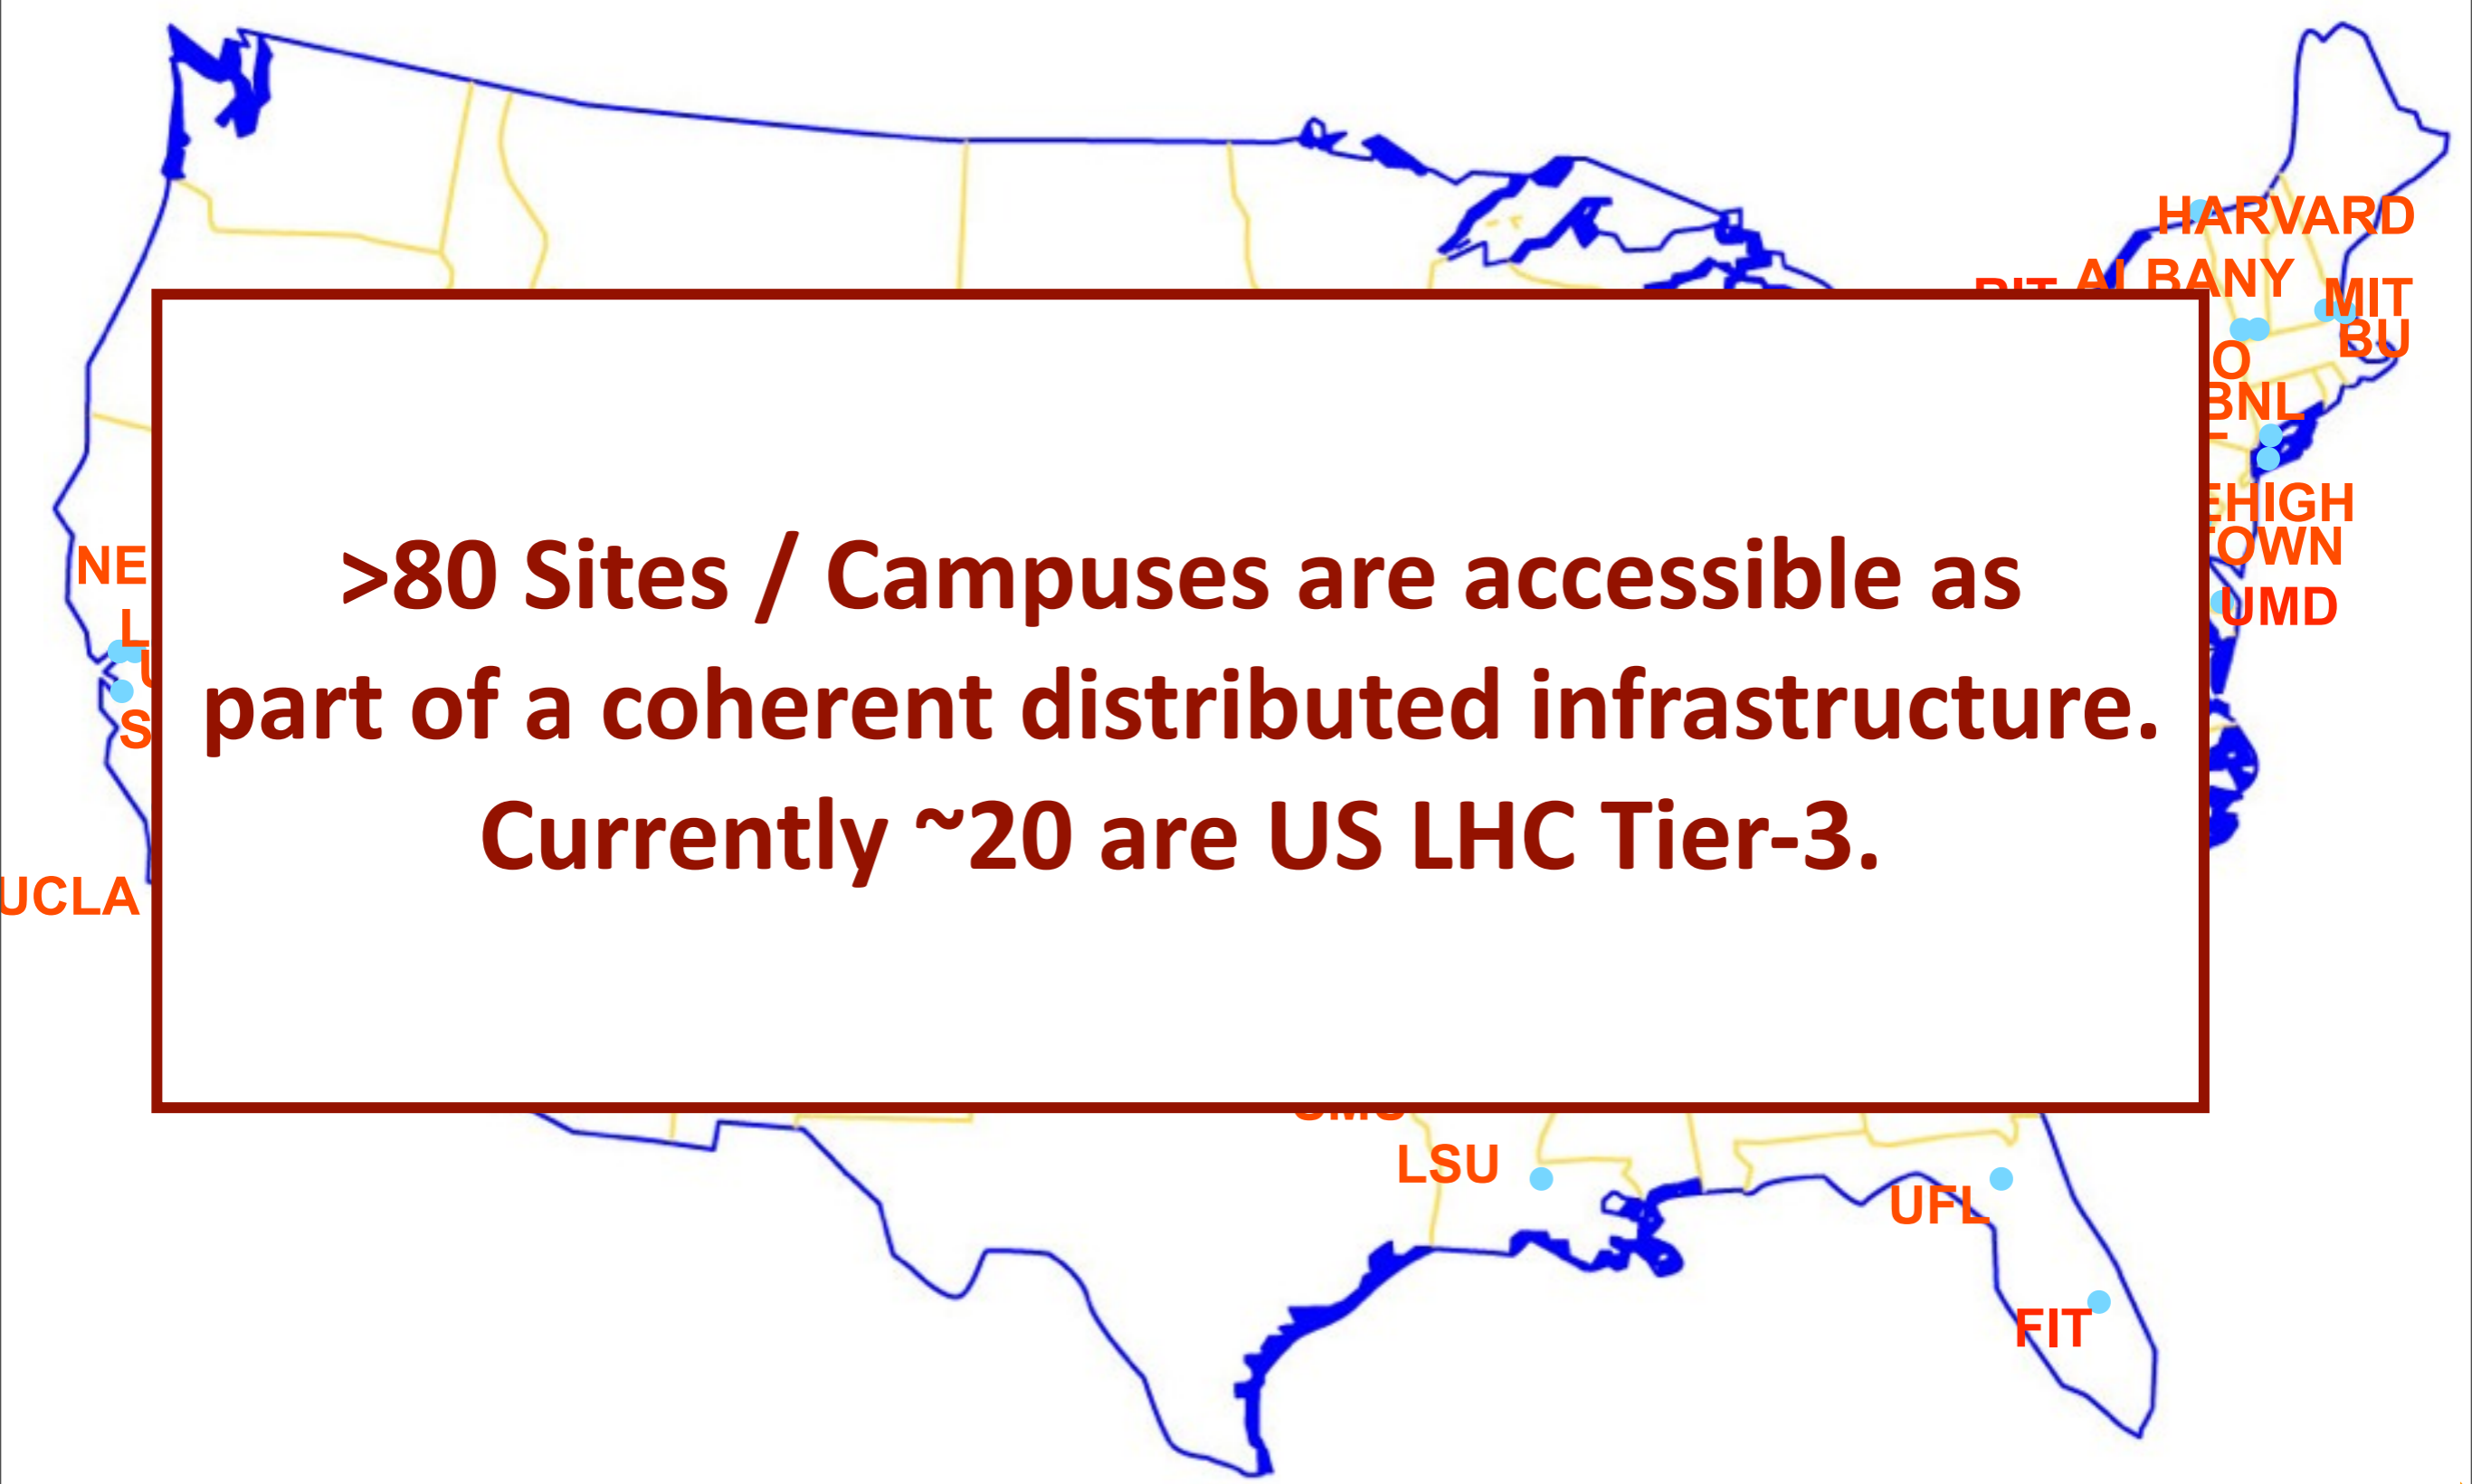 HARVARD
ALBANY
MIT
BU
BNL
>80 Sites / Campuses are accessible as
part of a coherent distributed infrastructure.
Currently ~20 are US LHC Tier-3.
UMD
UCLA
LSU
UFL
FIT